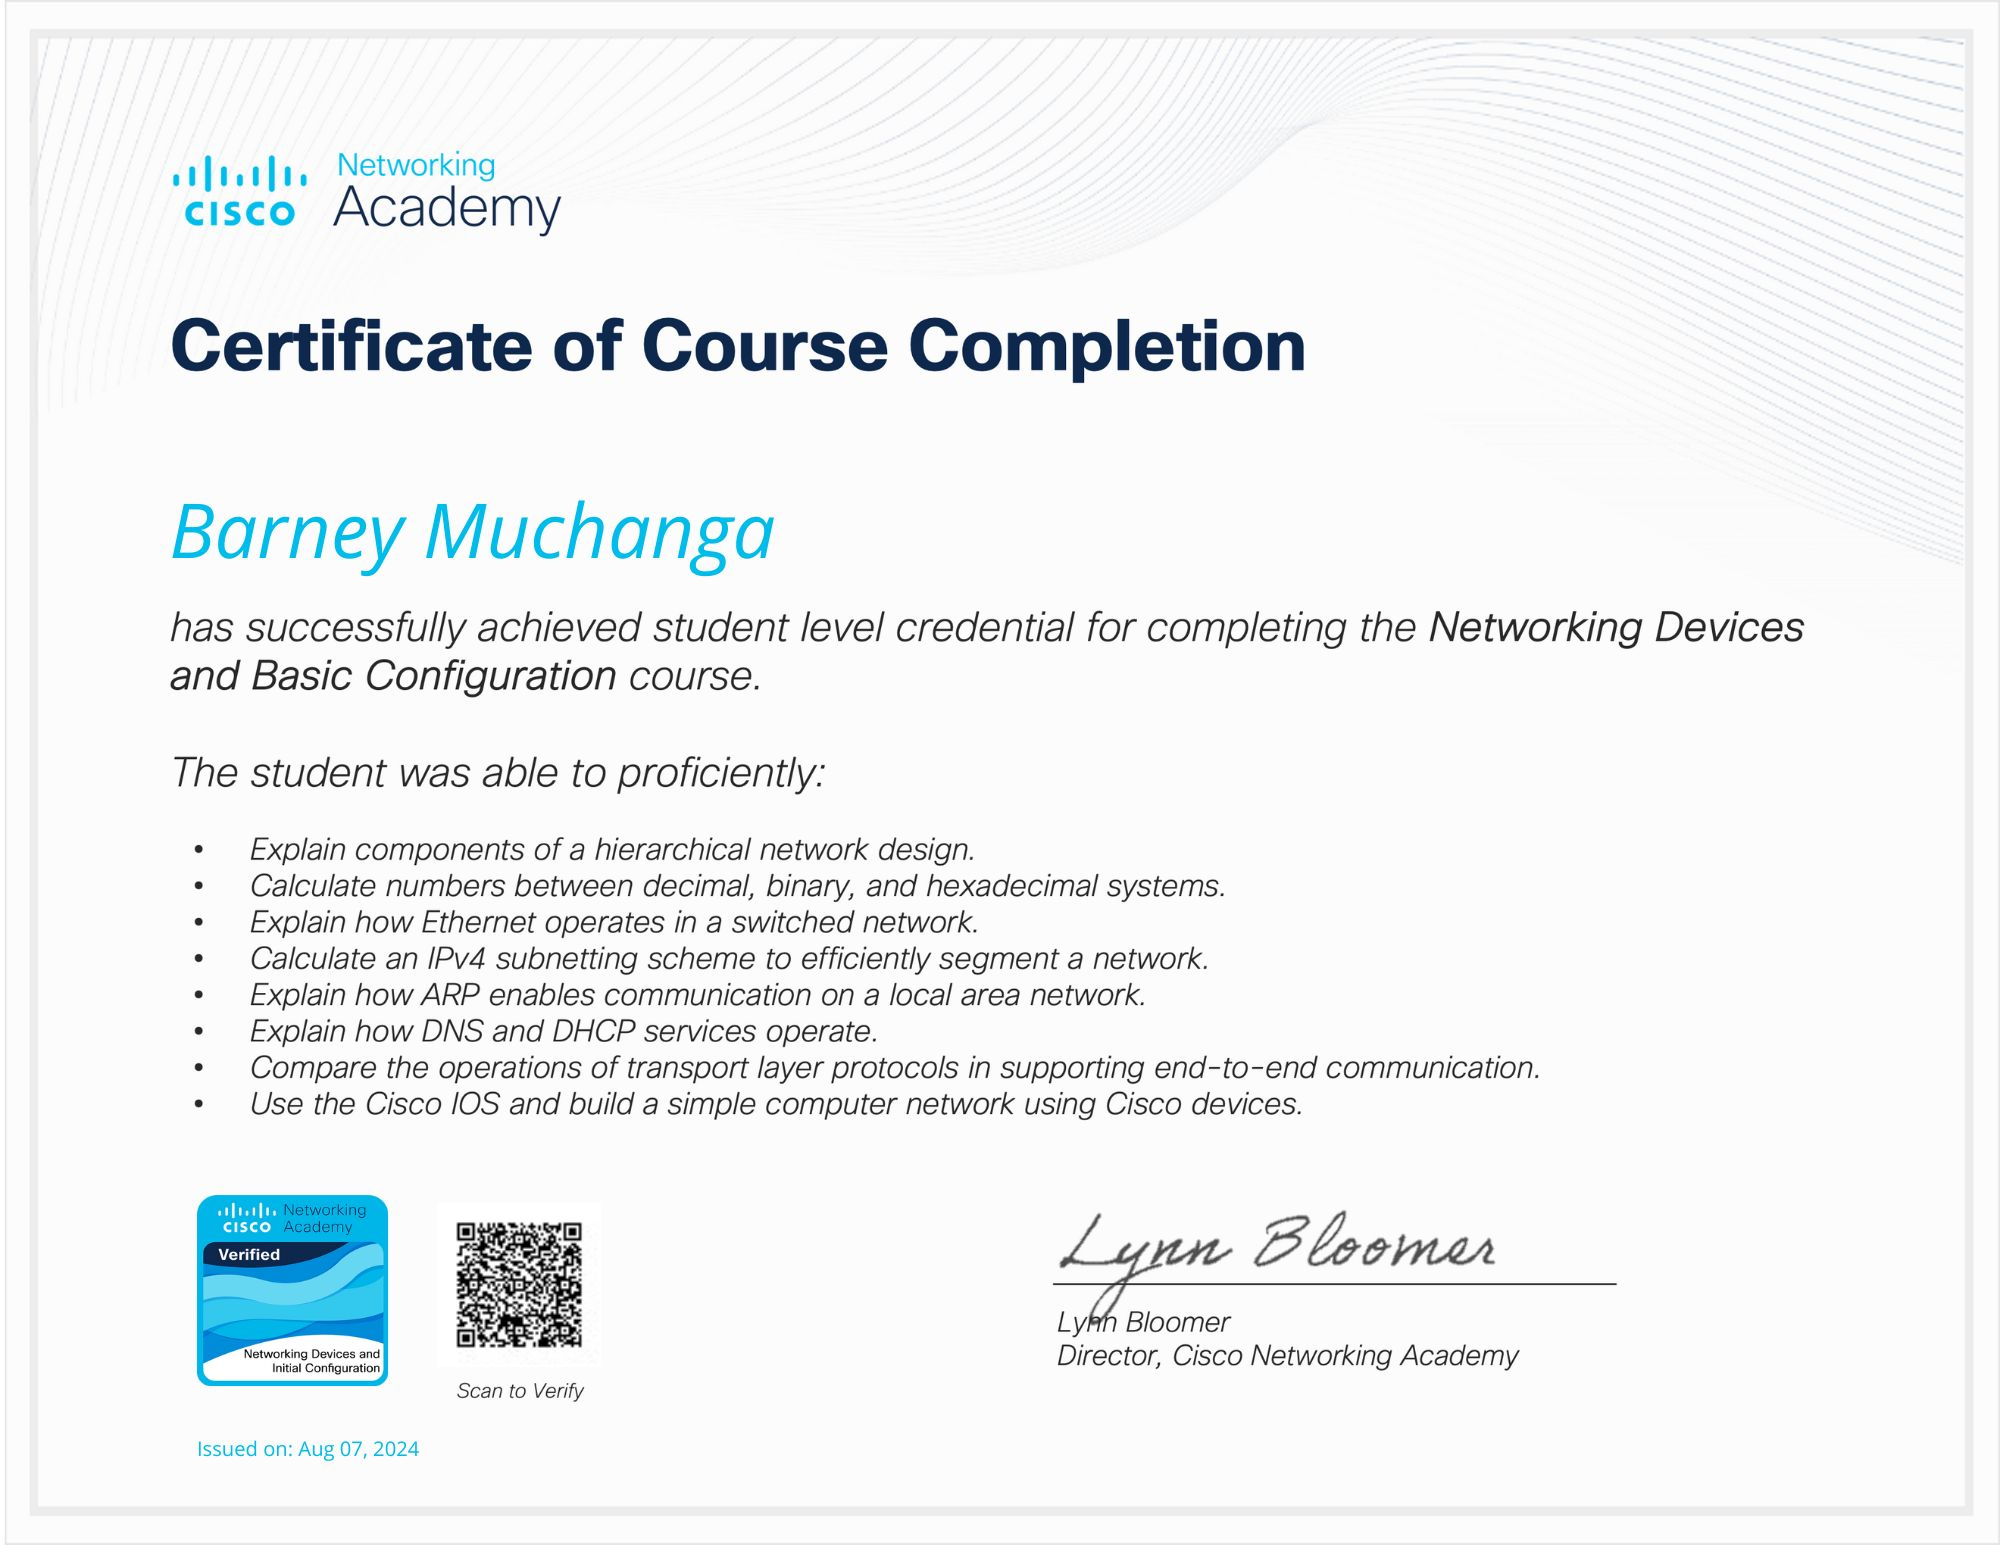 CISCO Networking Academy
Certificate of Course Completion
Barney Muchanga
has successfully achieved student level credential for completing the Networking Devices
and Basic Configuration course.
The student was able to proficiently:
• Explain components of a hierarchical network design.
• Calculate numbers between decimal, binary, and hexadecimal systems.
• Explain how Ethernet operates in a switched network.
• Calculate an IPv4 subnetting scheme to efficiently segment a network.
• Explain how ARP enables communication on a local area network.
• Explain how DNS and DHCP services operate.
• Compare the operations of transport layer protocols in supporting end-to-end communication.
• Use the Cisco IOS and build a simple computer network using Cisco devices.
CISCO Networking Academy
Verified
Networking Devices and
Initial Configuration
Scan to Verify
Issued on: Aug 07, 2024
Lynn Bloomer
Lynn Bloomer
Director, Cisco Networking Academy